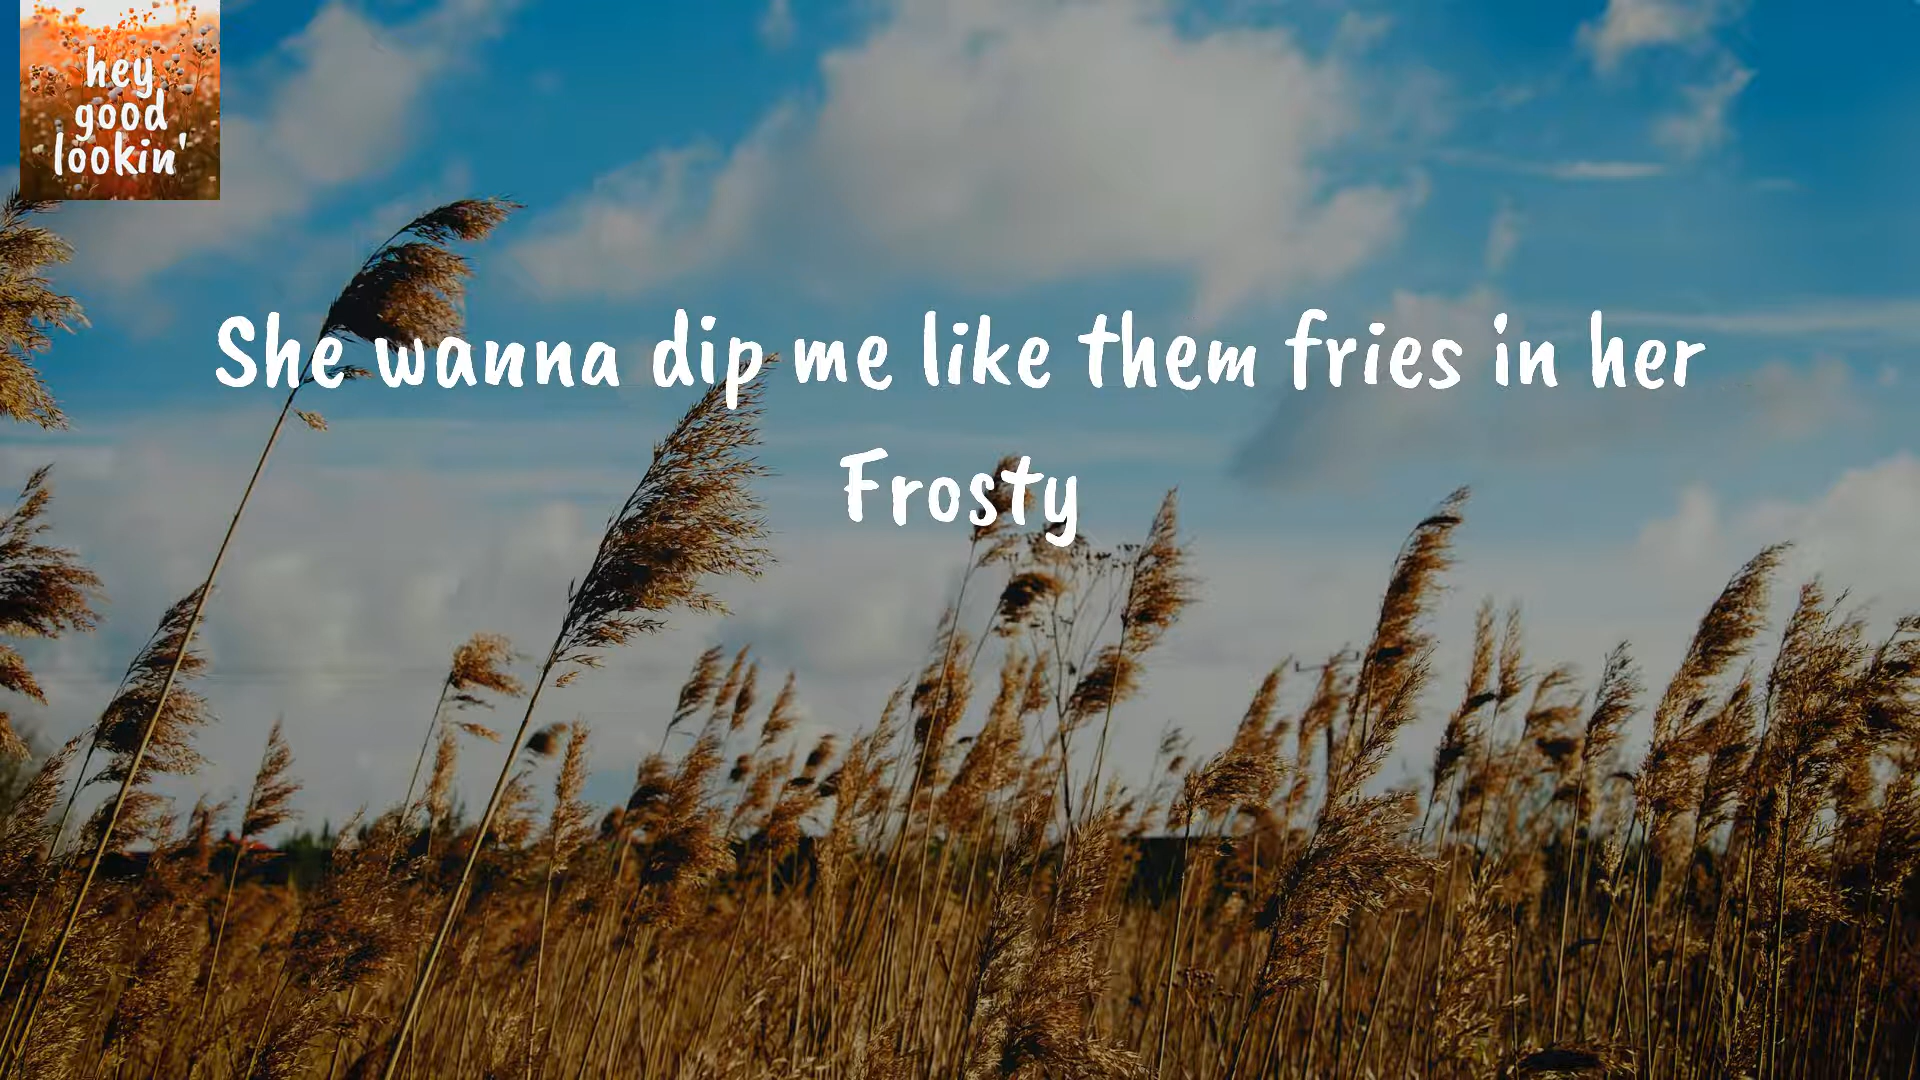 hey
good
lookin'
She wanna dip me like them fries in her
Frosty